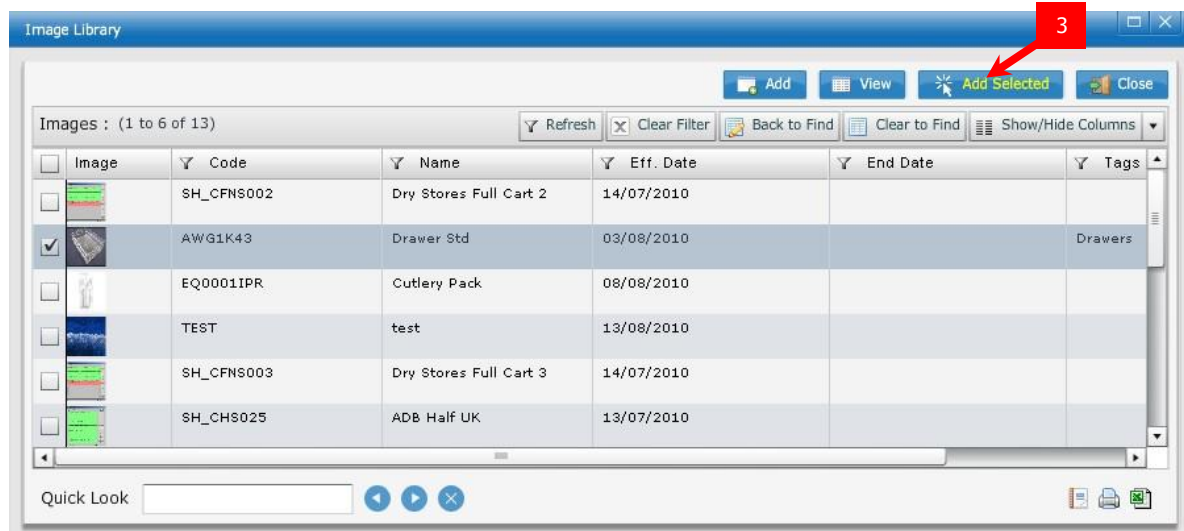 Image Library
3
Add View Add Selected Close
Images : (1 to 6 of 13) Refresh Clear Filter Back to Find Clear to Find Show/Hide Columns
Image Code Name Eff. Date End Date Tags
SH_CFNS002 Dry Stores Full Cart 2 14/07/2010
AWG1K43 Drawer Std 03/08/2010 Drawers
EQ0001IPR Cutlery Pack 08/08/2010
TEST test 13/08/2010
SH_CFNS003 Dry Stores Full Cart 3 14/07/2010
SH_CHS025 ADB Half UK 13/07/2010
Quick Look